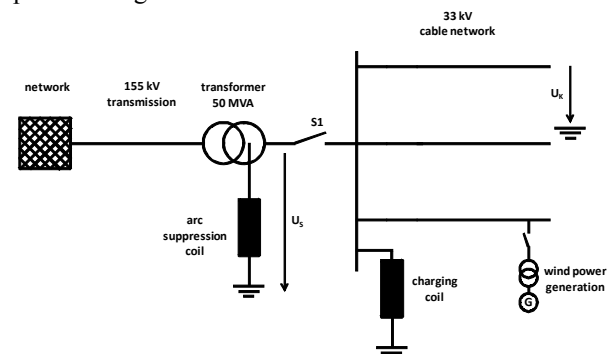 33 kV
cable network
network
155 kV
transmission
transformer
50 MVA
S1
U_K
arc
suppression
coil
U_S
charging
coil
wind power
generation
G